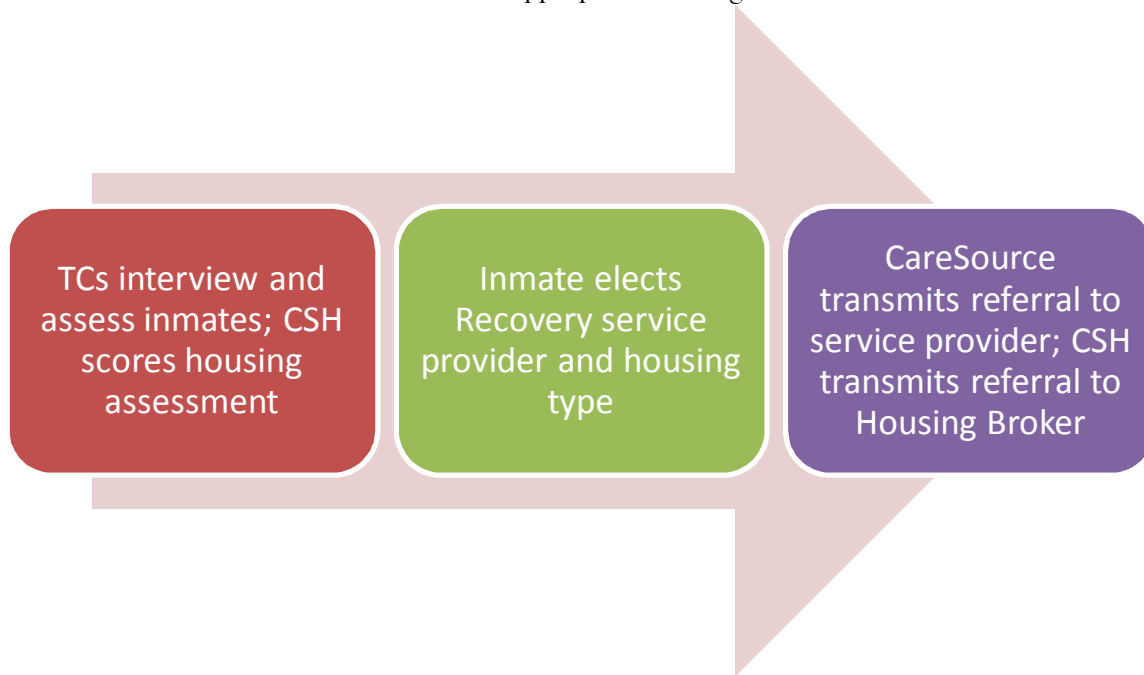 TCs interview and
assess inmates; CSH
scores housing
assessment
Inmate elects
Recovery service
provider and housing
type
CareSource
transmits referral to
service provider; CSH
transmits referral to
Housing Broker